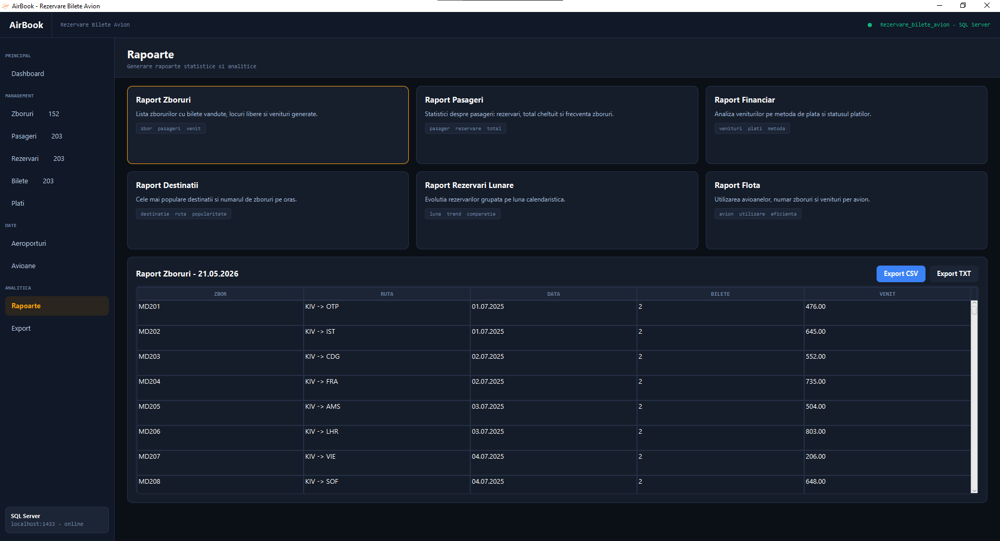 AirBook - Rezervare Bilete Avion
AirBook
Rezervare Bilete Avion
Rezervare_bilete_avion - SQL Server
PRINCIPAL
Dashboard
MANAGEMENT
Zboruri 152
Pasageri 203
Rezervari 203
Bilete 203
Plati
DATE
Aeroporturi
Avioane
ANALITICA
Rapoarte
Export
SQL Server
localhost:1433 - online
Rapoarte
Generare rapoarte statistice si analitice
Raport Zboruri
Lista zborurilor cu bilete vandute, locuri libere si venituri generate.
zbor pasageri venit
Raport Pasageri
Statistici despre pasageri: rezervari, total cheltuit si frecventa zboruri.
pasager rezervare total
Raport Financiar
Analiza veniturilor pe metoda de plata si statusul platilor.
venituri plati metoda
Raport Destinatii
Cele mai populare destinatii si numarul de zboruri pe oras.
destinatie ruta popularitate
Raport Rezervari Lunare
Evolutia rezervarilor grupata pe luna calendaristica.
luna trend comparatie
Raport Flota
Utilizarea avioanelor, numar zboruri si venituri per avion.
avion utilizare eficienta
Raport Zboruri - 21.05.2026
Export CSV
Export TXT
ZBOR RUTA DATA BILETE VENIT
MD201 KIV -> OTP 01.07.2025 2 476.00
MD202 KIV -> IST 01.07.2025 2 645.00
MD203 KIV -> CDG 02.07.2025 2 552.00
MD204 KIV -> FRA 02.07.2025 2 735.00
MD205 KIV -> AMS 03.07.2025 2 504.00
MD206 KIV -> LHR 03.07.2025 2 803.00
MD207 KIV -> VIE 04.07.2025 2 206.00
MD208 KIV -> SOF 04.07.2025 2 648.00